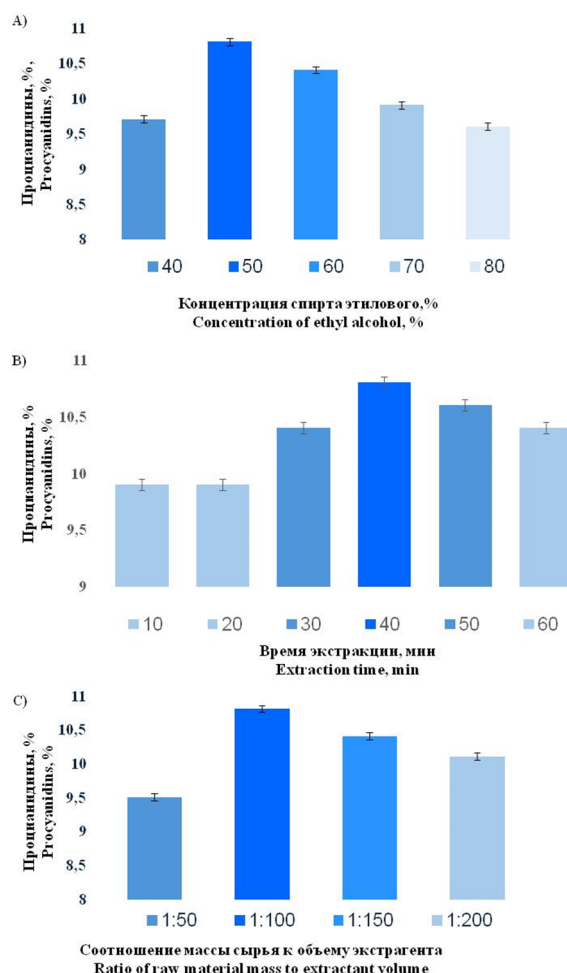 A)
Процианидины, %,
Procyanidins, %
11
10,5
10
9,5
9
8,5
8
40 50 60 70 80
Концентрация спирта этилового,%
Concentration of ethyl alcohol, %
B)
Процианидины, %
Procyanidins, %
11
10,5
10
9,5
9
10 20 30 40 50 60
Время экстракции, мин
Extraction time, min
C)
Процианидины, %
Procyanidins, %
11
10,5
10
9,5
9
8,5
8
1:50 1:100 1:150 1:200
Соотношение массы сырья к объему экстрагента
Ratio of raw material mass to extractant volume